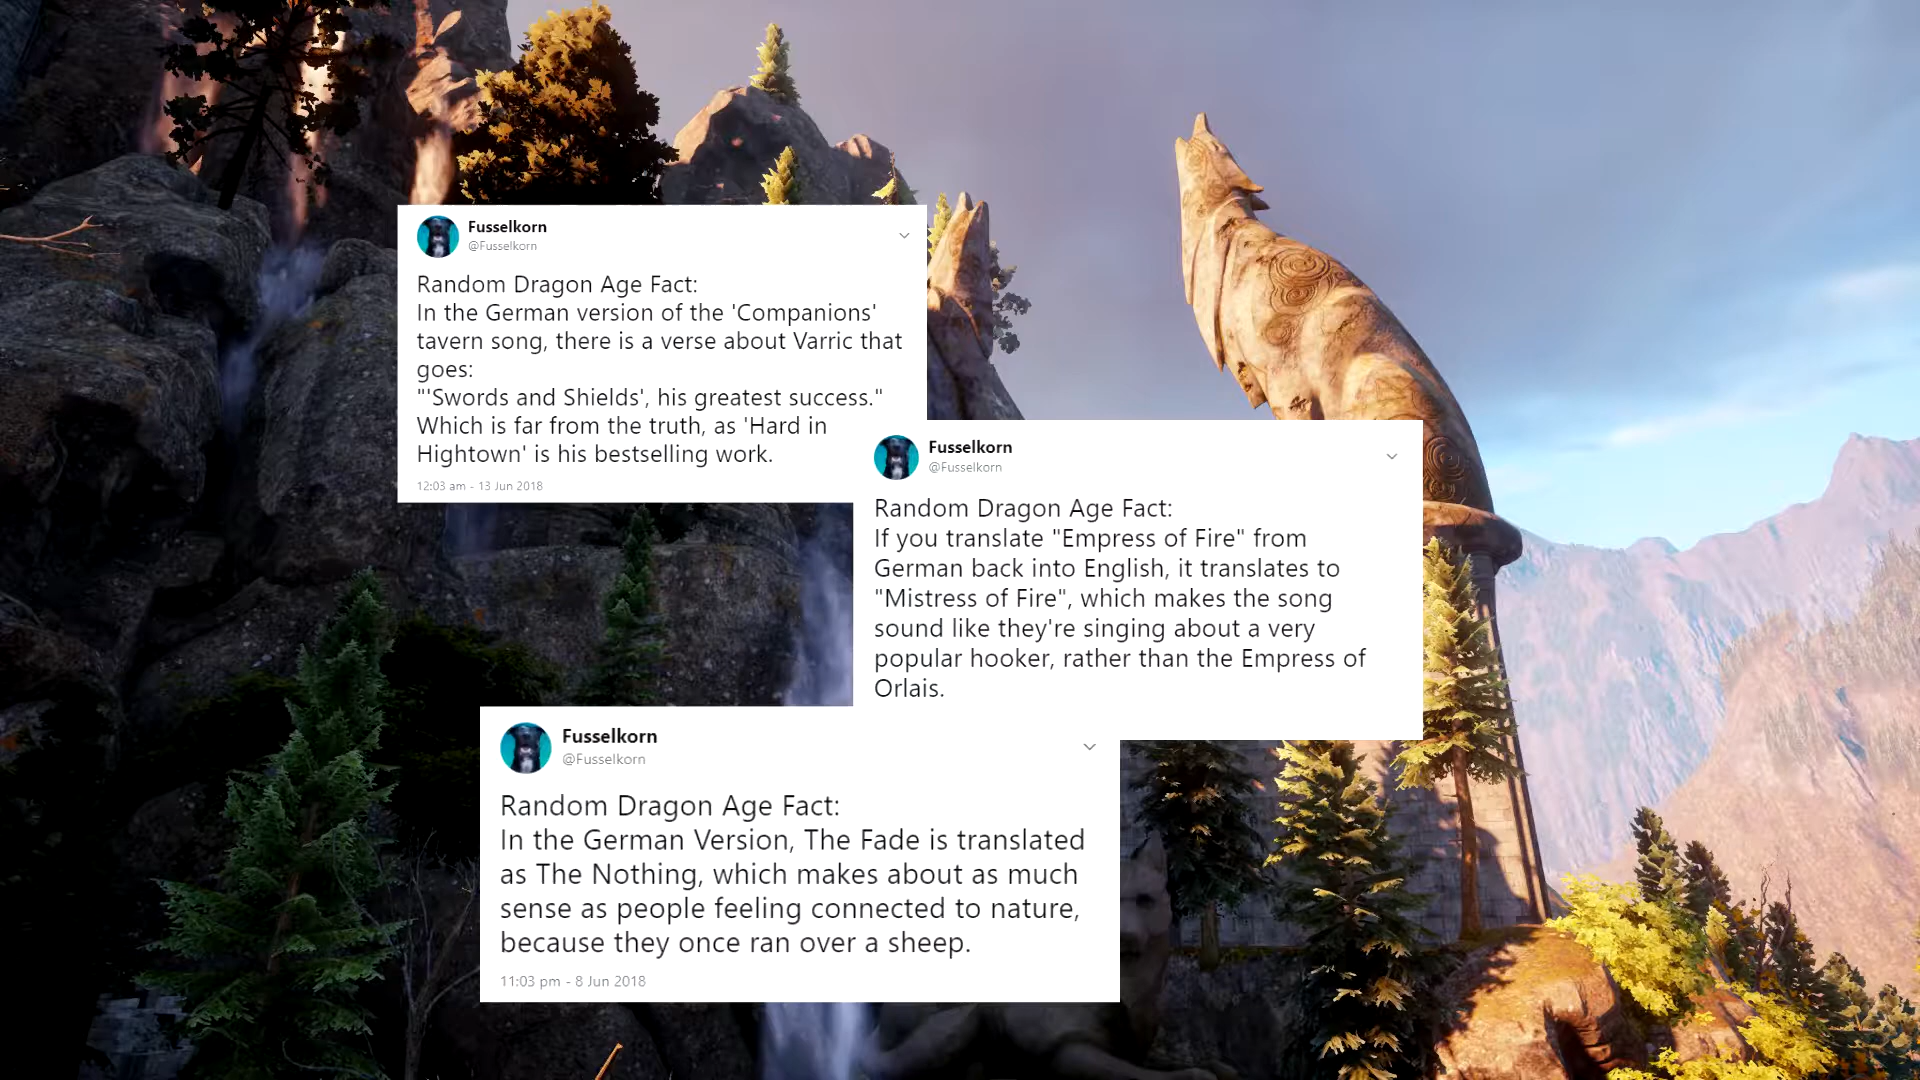 Fusselkorn
@Fusselkorn
Random Dragon Age Fact:
In the German version of the 'Companions'
tavern song, there is a verse about Varric that
goes:
"'Swords and Shields', his greatest success."
Which is far from the truth, as 'Hard in
Hightown' is his bestselling work.
12:03 am - 13 Jun 2018
Fusselkorn
@Fusselkorn
Random Dragon Age Fact:
If you translate "Empress of Fire" from
German back into English, it translates to
"Mistress of Fire", which makes the song
sound like they're singing about a very
popular hooker, rather than the Empress of
Orlais.
Fusselkorn
@Fusselkorn
Random Dragon Age Fact:
In the German Version, The Fade is translated
as The Nothing, which makes about as much
sense as people feeling connected to nature,
because they once ran over a sheep.
11:03 pm - 8 Jun 2018